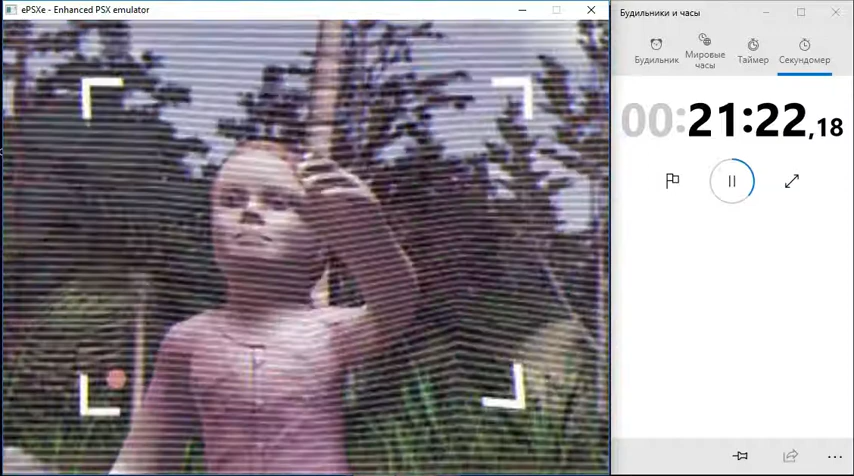 ePSXe - Enhanced PSX emulator
Будильники и часы
Будильник
Мировые
часы
Таймер
Секундомер
00:21:22,18